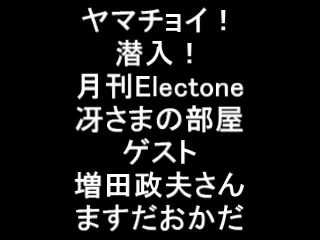 ヤマチョイ！
潜入！
月刊Electone
冴さまの部屋
ゲスト
増田政夫さん
ますだおかだ